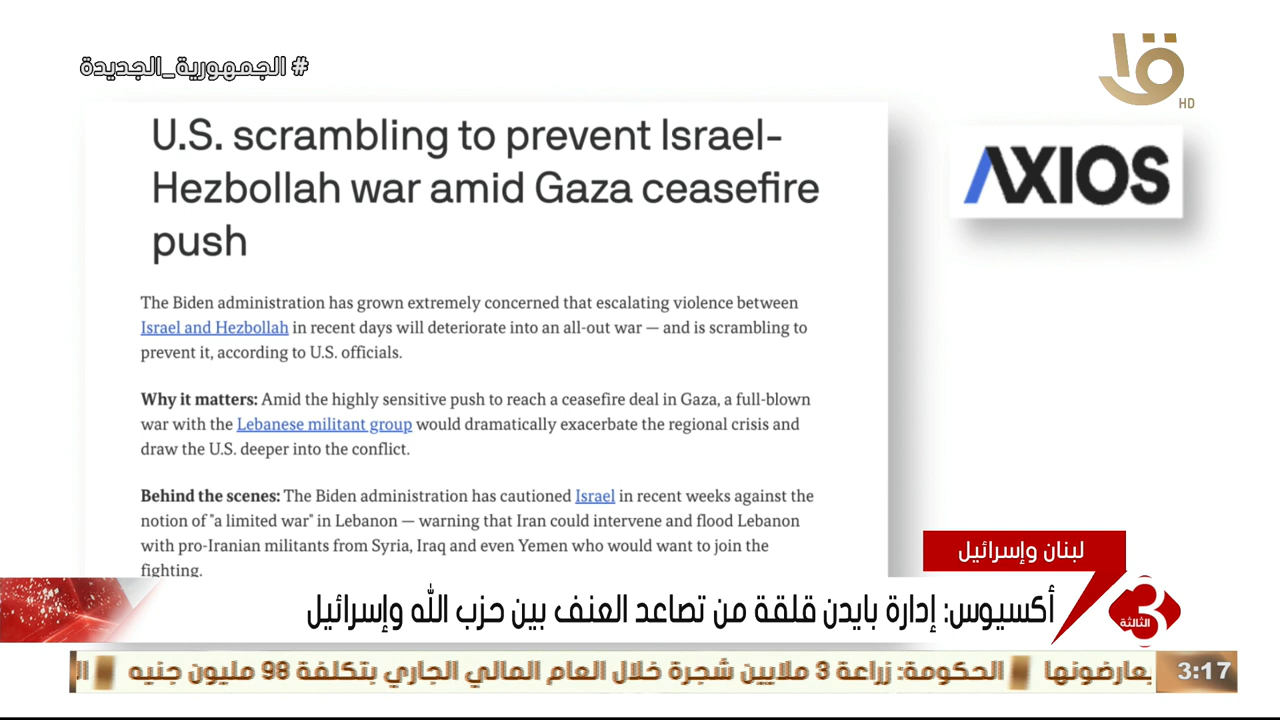 # الجمهورية_الجديدة
HD
U.S. scrambling to prevent Israel-
Hezbollah war amid Gaza ceasefire
push
AXIOS
The Biden administration has grown extremely concerned that escalating violence between
Israel and Hezbollah in recent days will deteriorate into an all-out war — and is scrambling to
prevent it, according to U.S. officials.
Why it matters: Amid the highly sensitive push to reach a ceasefire deal in Gaza, a full-blown
war with the Lebanese militant group would dramatically exacerbate the regional crisis and
draw the U.S. deeper into the conflict.
Behind the scenes: The Biden administration has cautioned Israel in recent weeks against the
notion of "a limited war" in Lebanon — warning that Iran could intervene and flood Lebanon
with pro-Iranian militants from Syria, Iraq and even Yemen who would want to join the
fighting.
لبنان وإسرائيل
3 الثالثة
أكسيوس: إدارة بايدن قلقة من تصاعد العنف بين حزب الله وإسرائيل
3:17
يعارضونها الحكومة: زراعة 3 ملايين شجرة خلال العام المالي الجاري بتكلفة 98 مليون جنيه